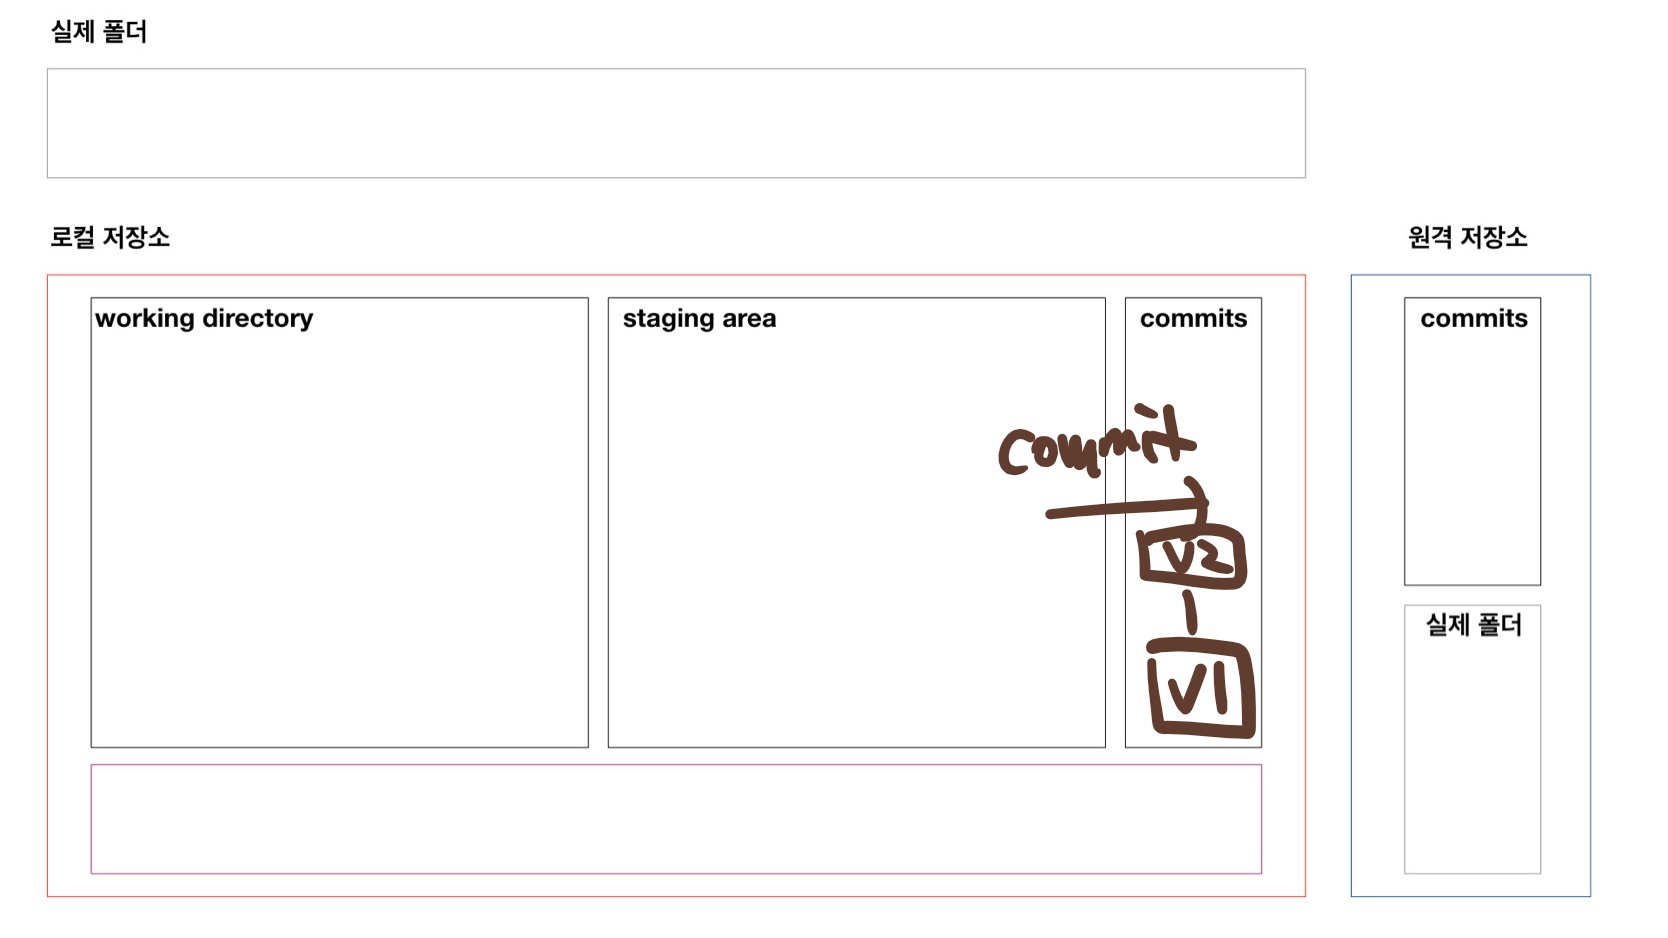 실제 폴더
로컬 저장소
원격 저장소
working directory
staging area
commits
commits
commit
V2
V1
실제 폴더